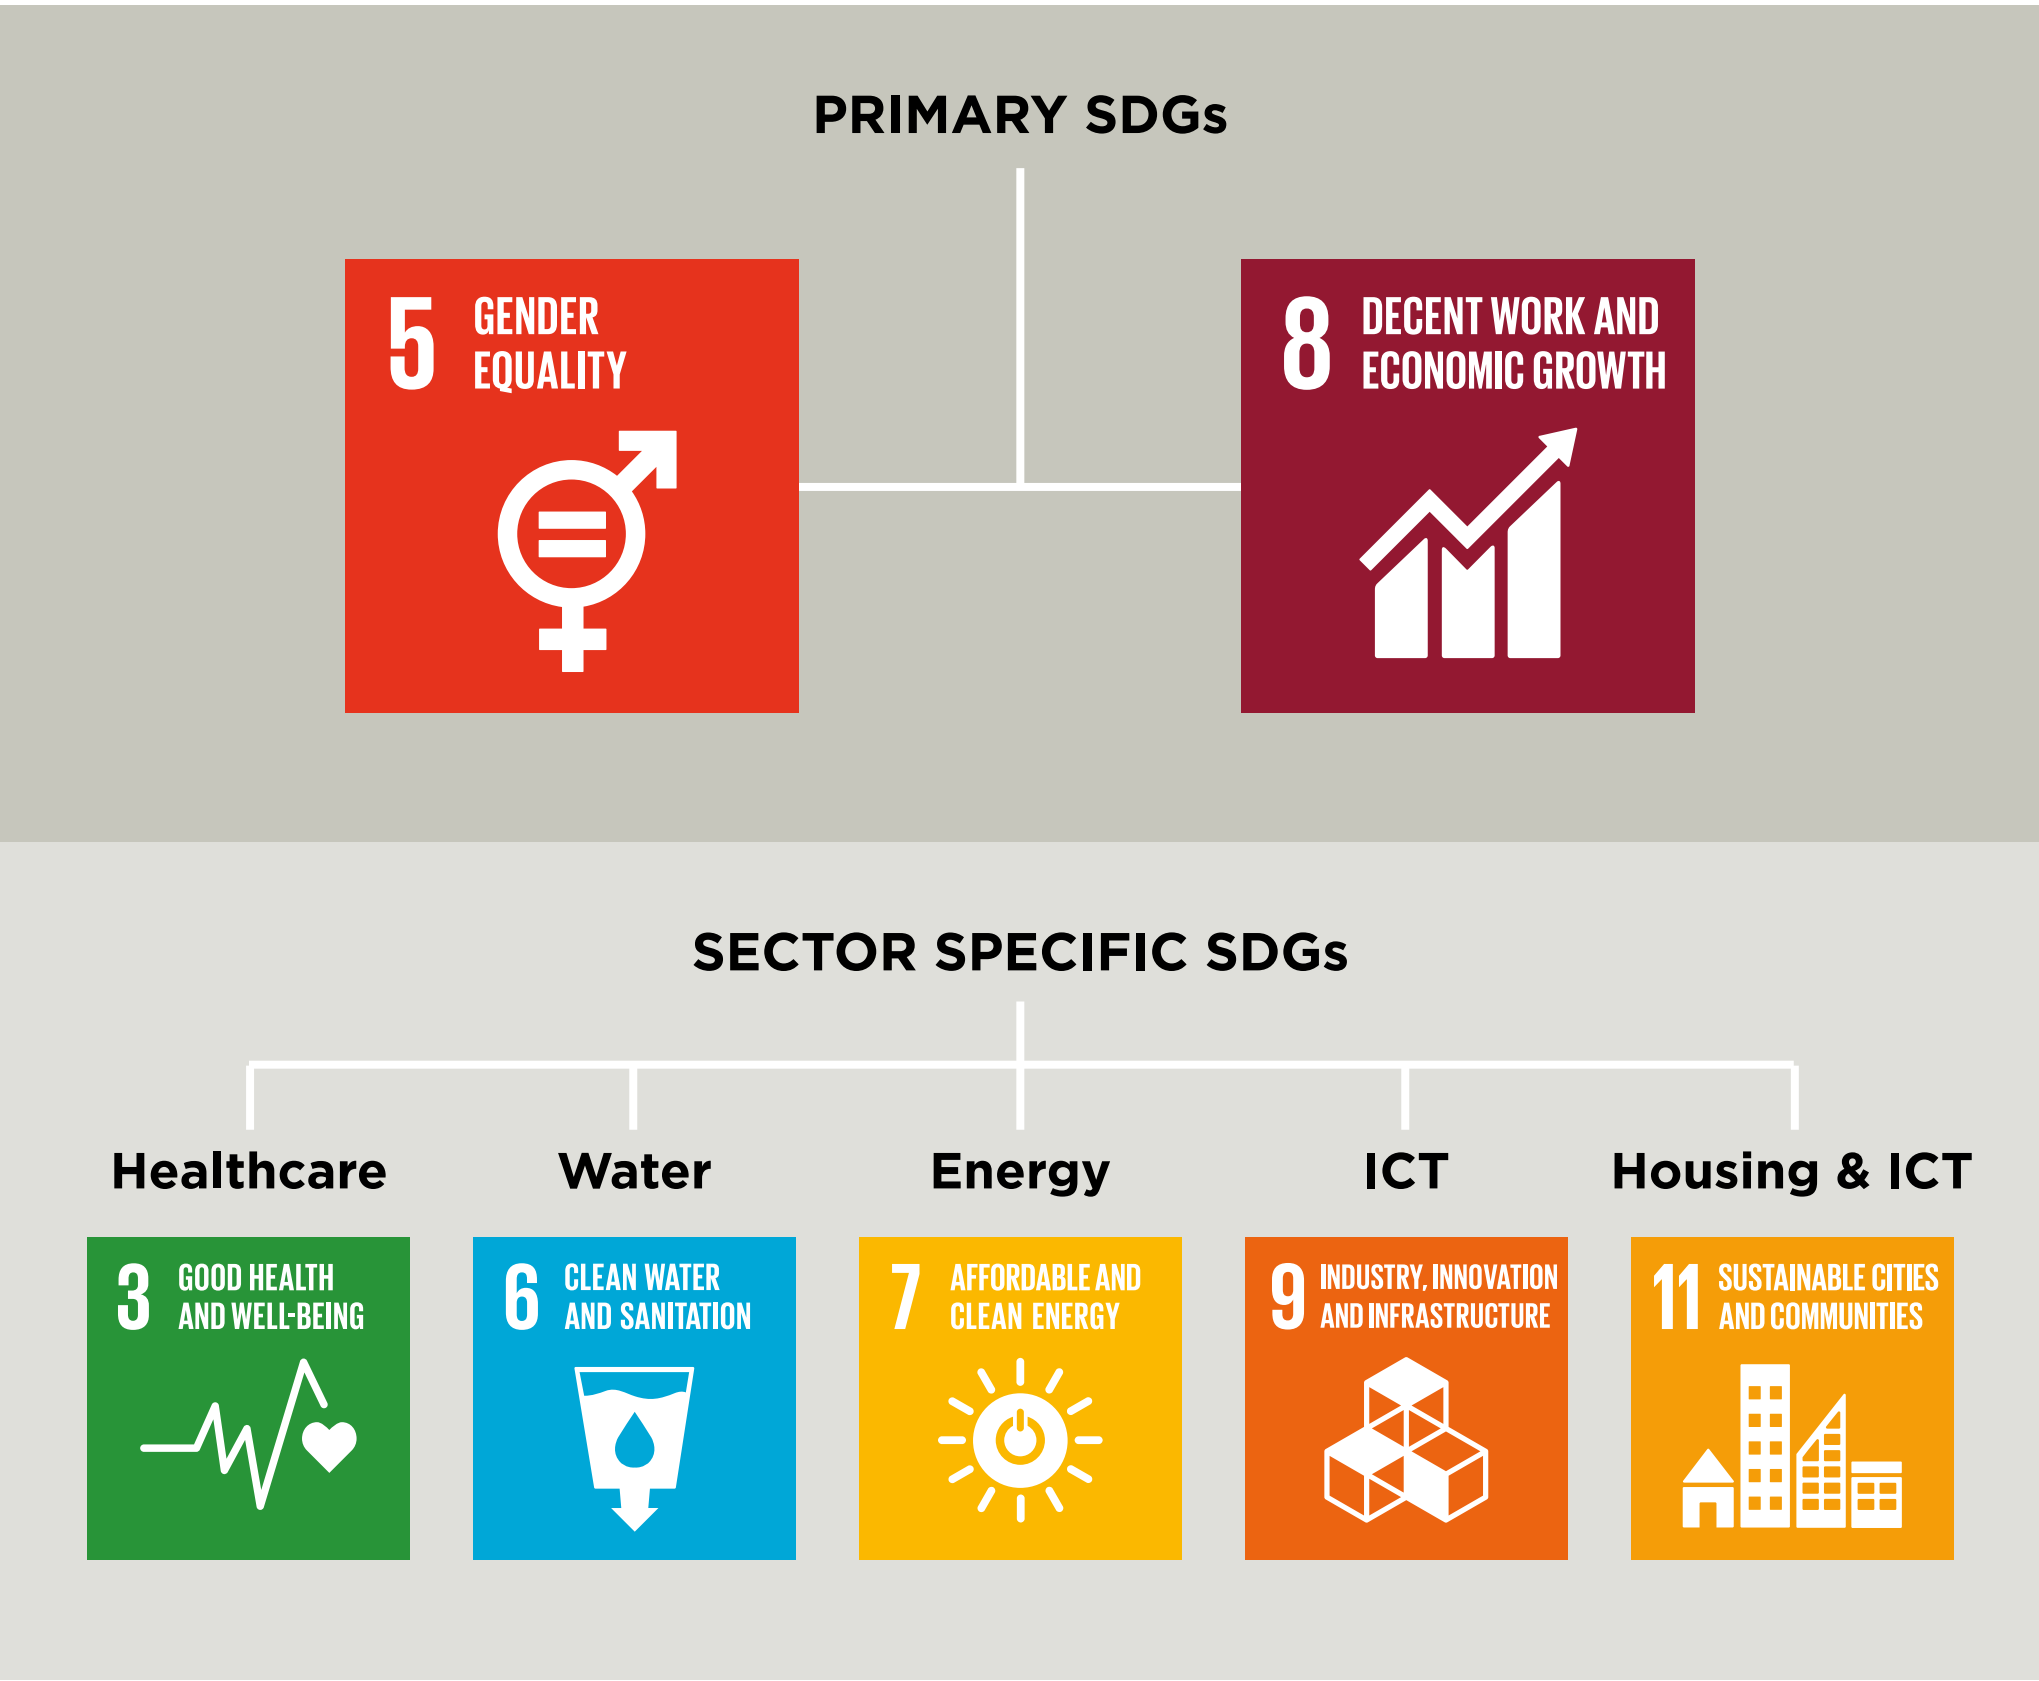 PRIMARY SDGs
5 GENDER
EQUALITY
8 DECENT WORK AND
ECONOMIC GROWTH
SECTOR SPECIFIC SDGs
Healthcare
3 GOOD HEALTH
AND WELL-BEING
Water
6 CLEAN WATER
AND SANITATION
Energy
7 AFFORDABLE AND
CLEAN ENERGY
ICT
9 INDUSTRY, INNOVATION
AND INFRASTRUCTURE
Housing & ICT
11 SUSTAINABLE CITIES
AND COMMUNITIES